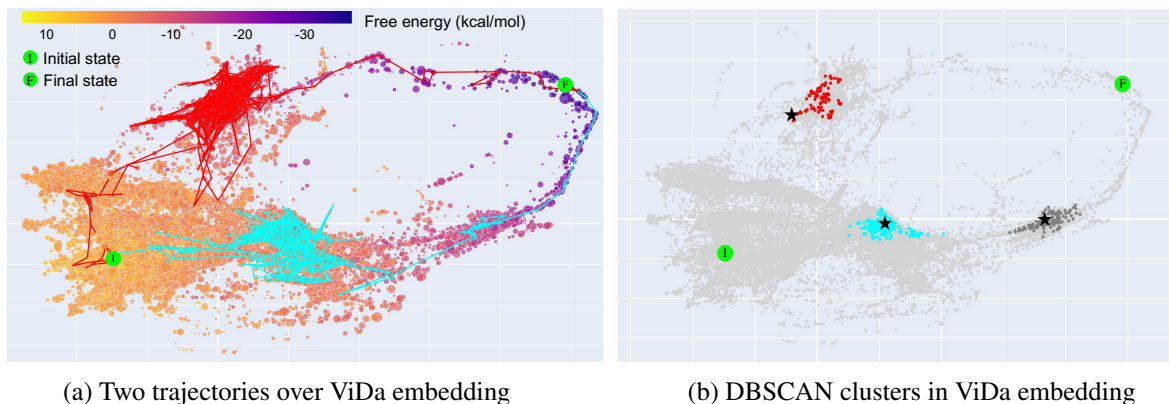 Free energy (kcal/mol)
10 0 -10 -20 -30
I Initial state
F Final state
F
I
F
I
(a) Two trajectories over ViDa embedding
(b) DBSCAN clusters in ViDa embedding